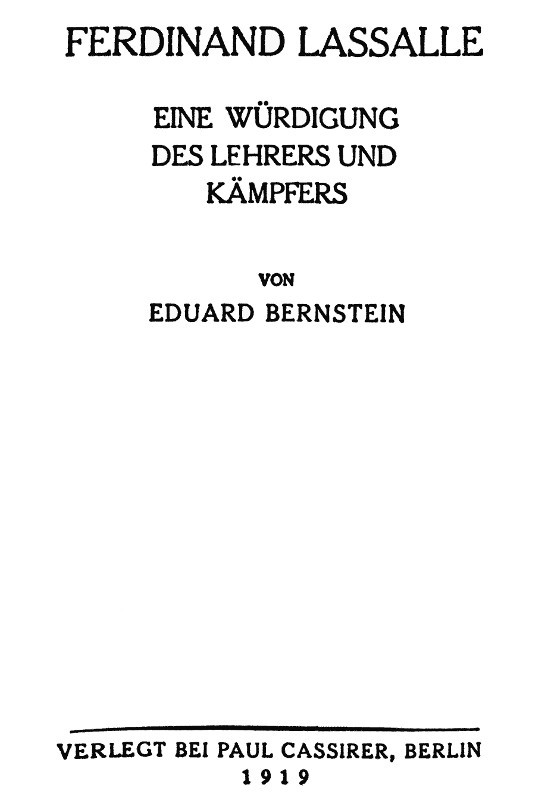 FERDINAND LASSALLE
EINE WÜRDIGUNG
DES LEHRERS UND
KÄMPFERS
VON
EDUARD BERNSTEIN
VERLEGT BEI PAUL CASSIRER, BERLIN
1919